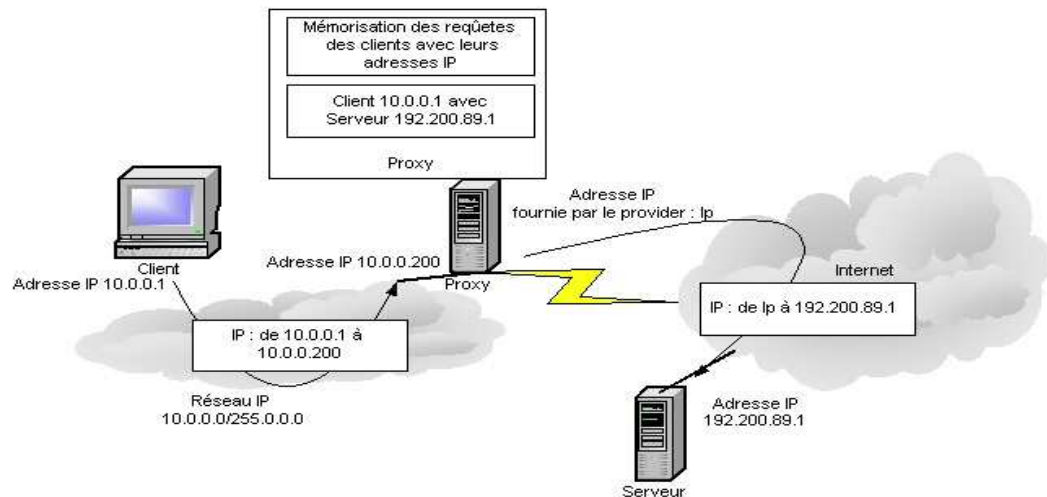 Mémorisation des reqûetes
des clients avec leurs
adresses IP
Client 10.0.0.1 avec
Serveur 192.200.89.1
Proxy
Adresse IP
fournie par le provider : Ip
Client
Adresse IP 10.0.0.1
Adresse IP 10.0.0.200
Proxy
Internet
IP : de 10.0.0.1 à
10.0.0.200
IP : de Ip à 192.200.89.1
Réseau IP
10.0.0.0/255.0.0.0
Adresse IP
192.200.89.1
Serveur